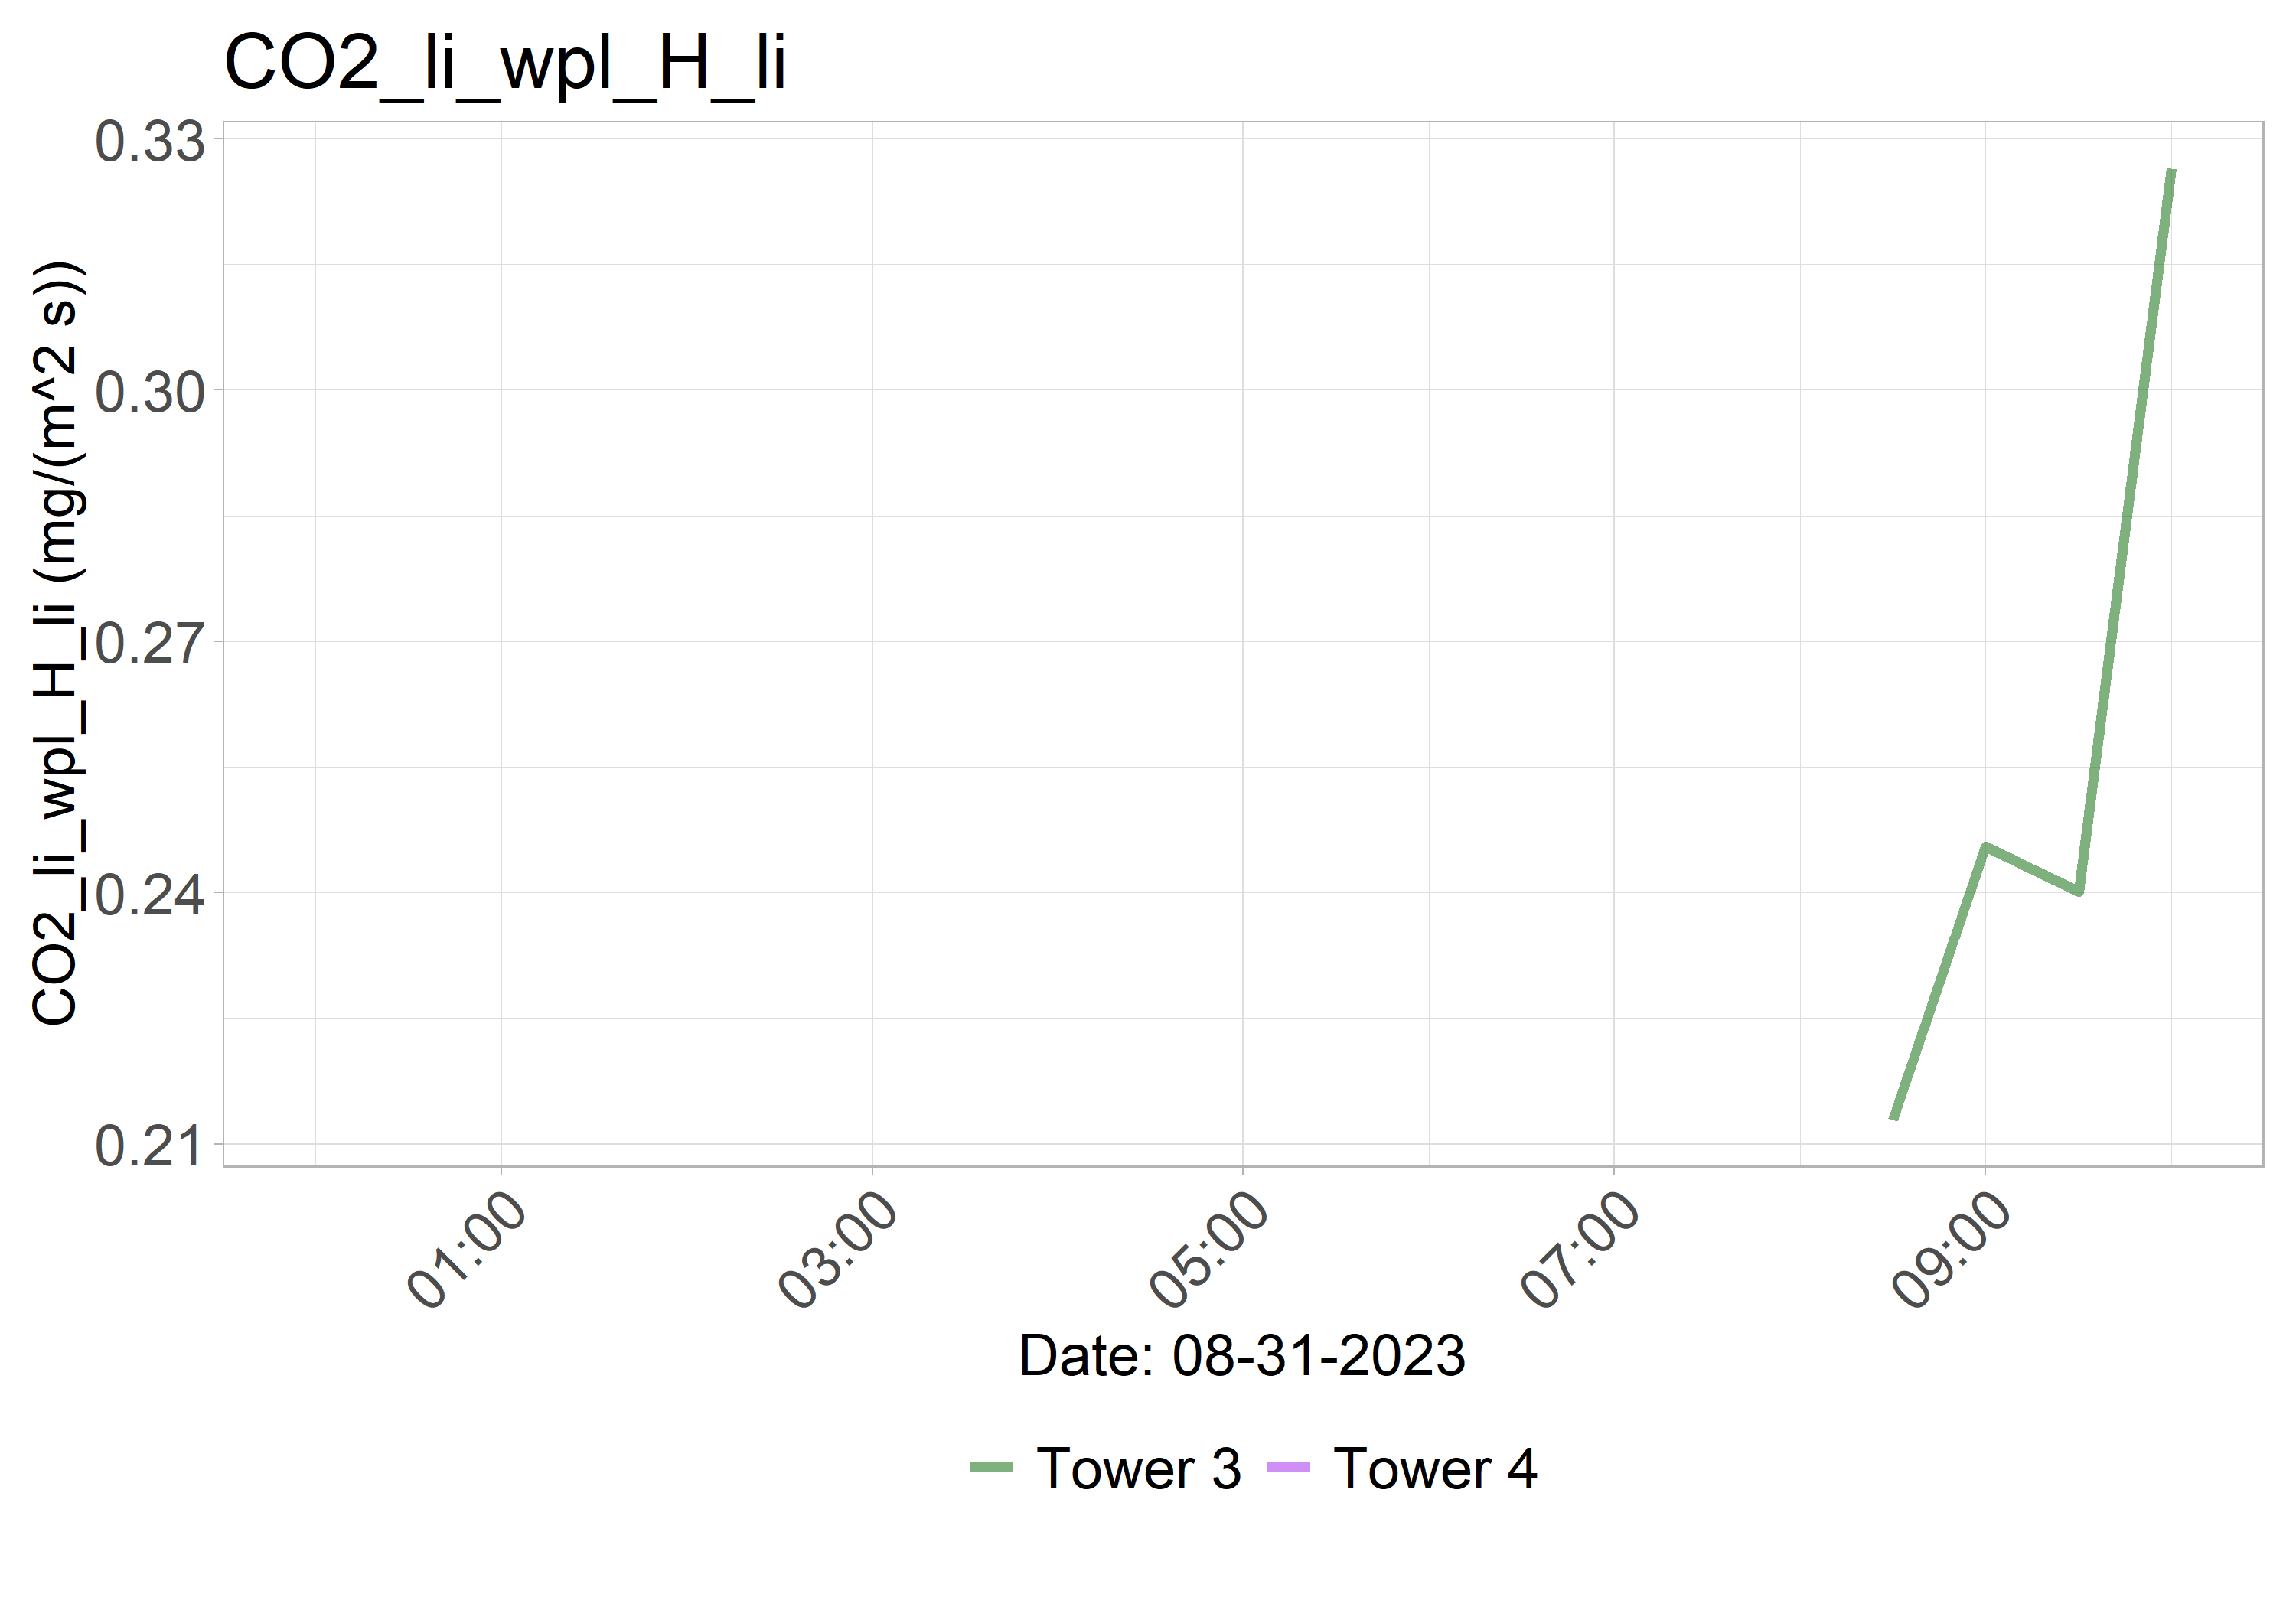 CO2_li_wpl_H_li
CO2_li_wpl_H_li (mg/(m^2 s))
0.33
0.30
0.27
0.24
0.21
01:00
03:00
05:00
07:00
09:00
Date: 08-31-2023
Tower 3
Tower 4